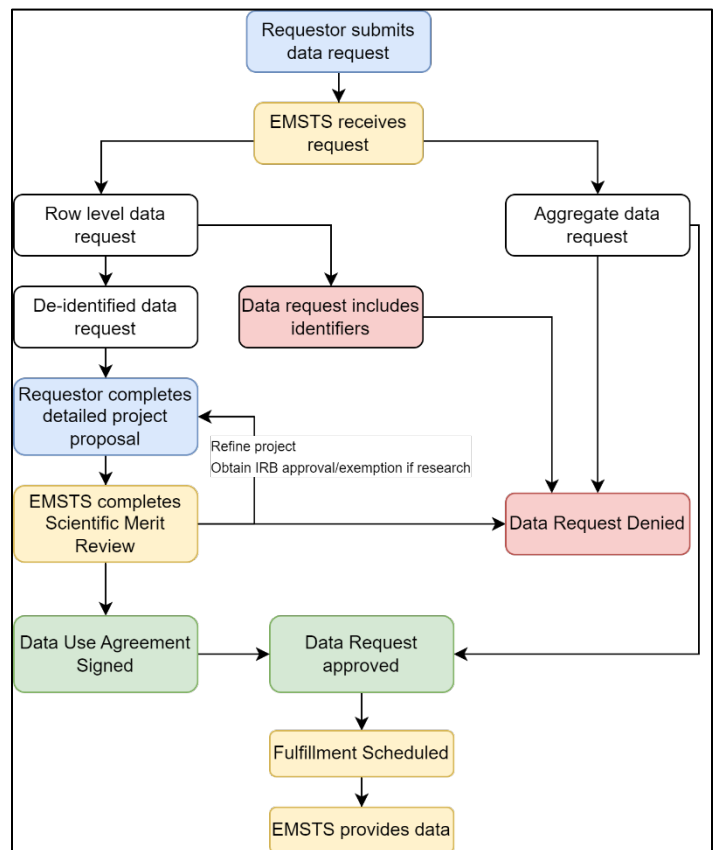 Requestor submits
data request
EMSTS receives
request
Row level data
request
Aggregate data
request
De-identified data
request
Data request includes
identifiers
Requestor completes
detailed project
proposal
Refine project
Obtain IRB approval/exemption if research
EMSTS completes
Scientific Merit
Review
Data Request Denied
Data Use Agreement
Signed
Data Request
approved
Fulfillment Scheduled
EMSTS provides data